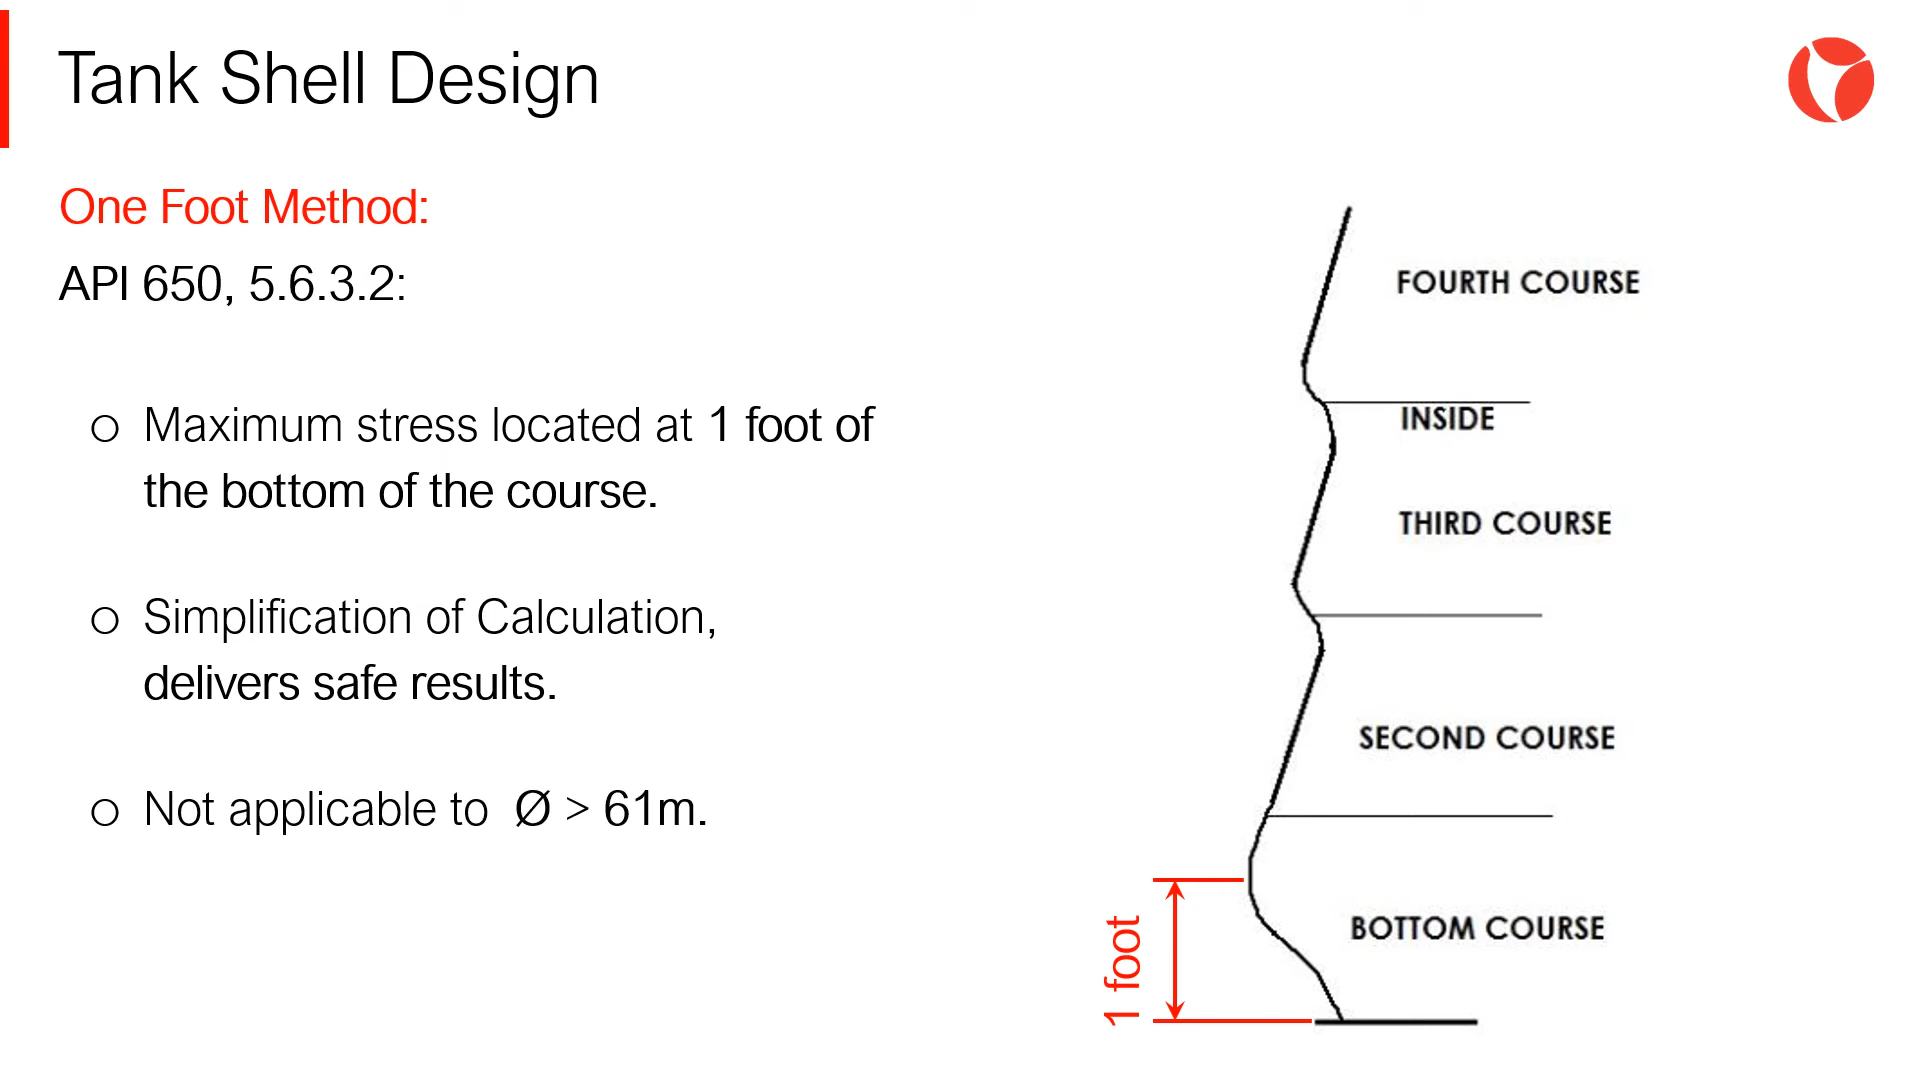 Tank Shell Design
One Foot Method:
API 650, 5.6.3.2:
Maximum stress located at 1 foot of
the bottom of the course.
Simplification of Calculation,
delivers safe results.
Not applicable to Ø > 61m.
FOURTH COURSE
INSIDE
THIRD COURSE
SECOND COURSE
BOTTOM COURSE
1 foot